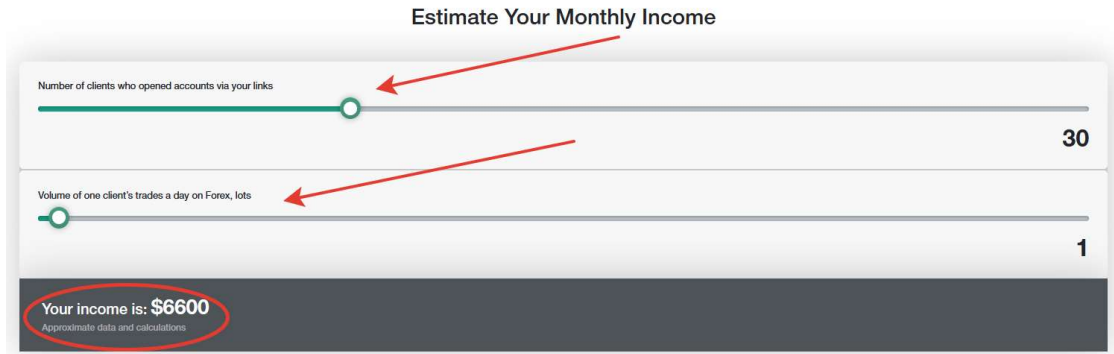 Estimate Your Monthly Income
Number of clients who opened accounts via your links
30
Volume of one client's trades a day on Forex, lots
1
Your income is: $6600
Approximate data and calculations